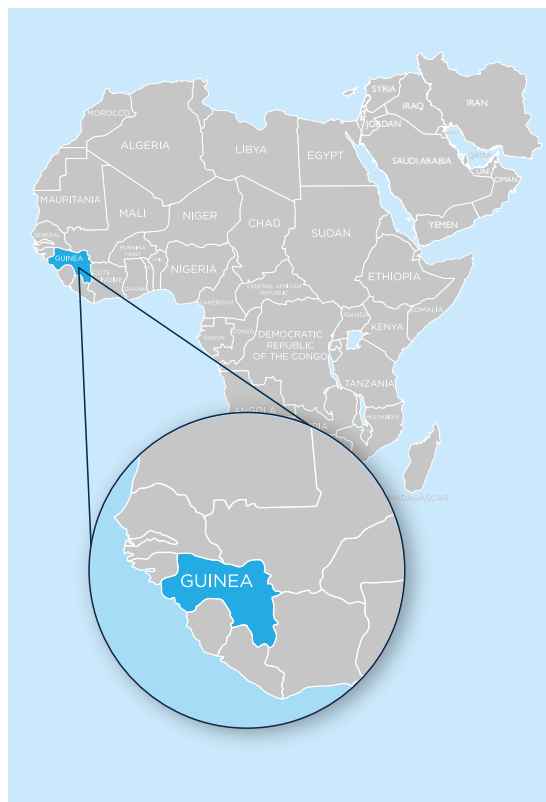 SYRIA
IRAQ
IRAN
JORDAN
MOROCCO
ALGERIA
LIBYA
EGYPT
SAUDI ARABIA
QATAR
UAE
OMAN
MAURITANIA
MALI
NIGER
CHAD
SUDAN
YEMEN
SENEGAL
BURKINA
FASO
GUINEA
NIGERIA
ETHIOPIA
GHANA
CENTRAL AFRICAN
REPUBLIC
CAMEROON
SOMALIA
UGANDA
KENYA
GABON
CONGO
DEMOCRATIC
REPUBLIC
OF THE CONGO
TANZANIA
ANGOLA
MOZAMBIQUE
MADAGASCAR
GUINEA